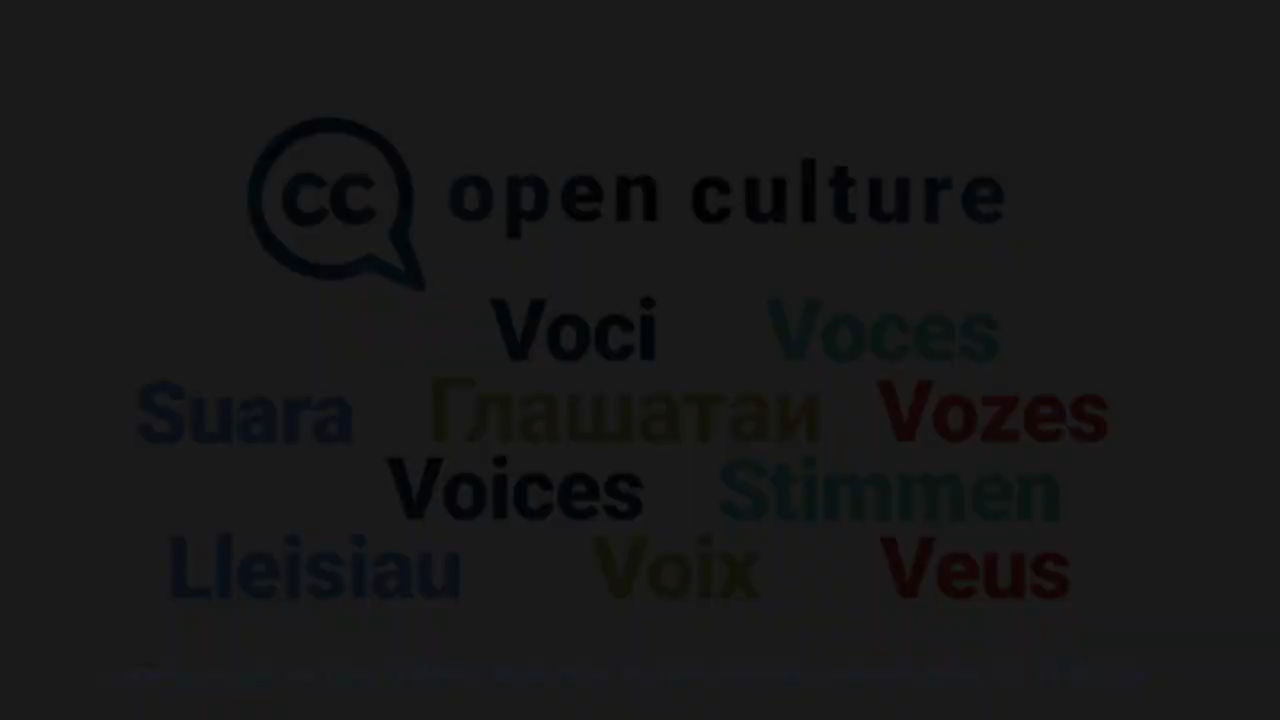 cc open culture
Voci Voces
Suara Глашатаи Vozes
Voices Stimmen
Lleisiau Voix Veus